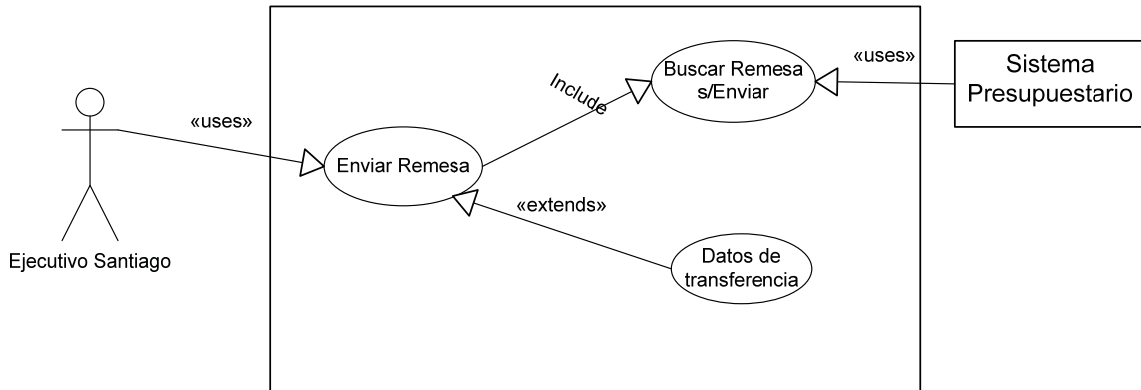 Buscar Remesa
s/Enviar
«uses»
Sistema
Presupuestario
Include
«uses»
Enviar Remesa
«extends»
Ejecutivo Santiago
Datos de
transferencia